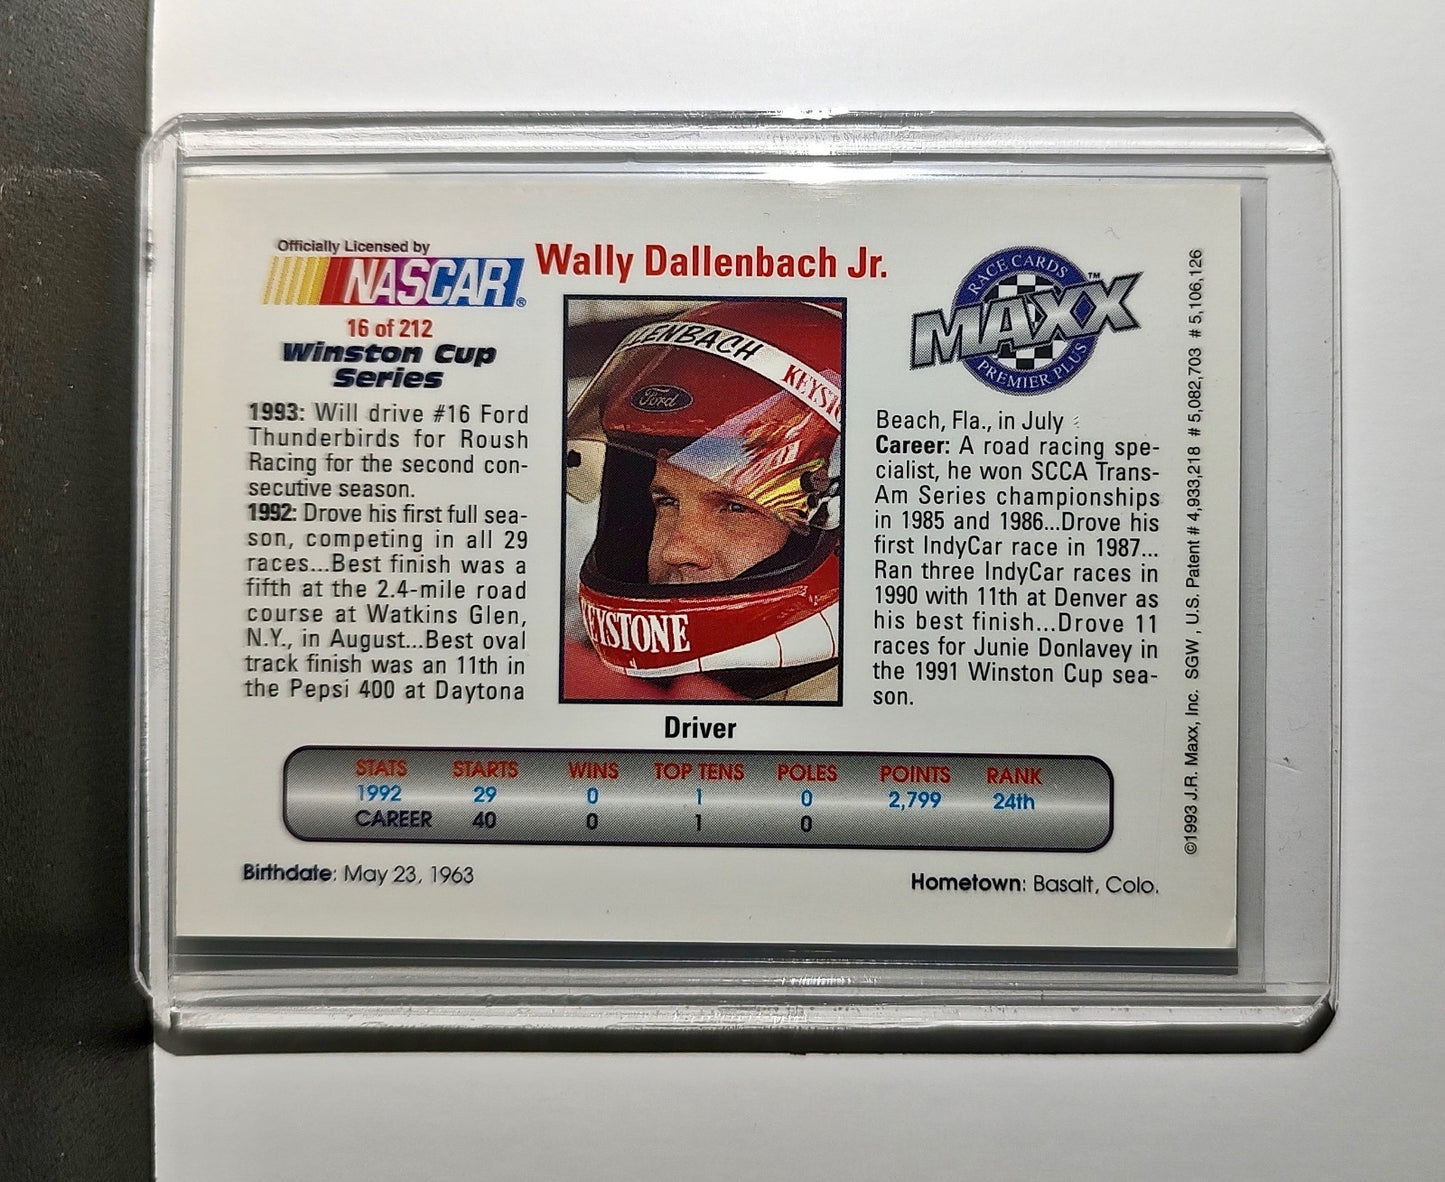 Officially Licensed by
NASCAR®
16 of 212
Winston Cup
Series
Wally Dallenbach Jr.
RACE CARDS
MAXX™
PREMIER PLUS
1993: Will drive #16 Ford
Thunderbirds for Roush
Racing for the second con-
secutive season.
1992: Drove his first full sea-
son, competing in all 29
races...Best finish was a
fifth at the 2.4-mile road
course at Watkins Glen,
N.Y., in August...Best oval
track finish was an 11th in
the Pepsi 400 at Daytona
LLENBACH
KEYST
Ford
KEYSTONE
Driver
Beach, Fla., in July
Career: A road racing spe-
cialist, he won SCCA Trans-
Am Series championships
in 1985 and 1986...Drove his
first IndyCar race in 1987...
Ran three IndyCar races in
1990 with 11th at Denver as
his best finish...Drove 11
races for Junie Donlavey in
the 1991 Winston Cup sea-
son.
STATS STARTS WINS TOP TENS POLES POINTS RANK
1992 29 0 1 0 2,799 24th
CAREER 40 0 1 0
Birthdate: May 23, 1963
Hometown: Basalt, Colo.
©1993 J.R. Maxx, Inc. SGW, U.S. Patent # 4,933,218 # 5,082,703 # 5,106,126